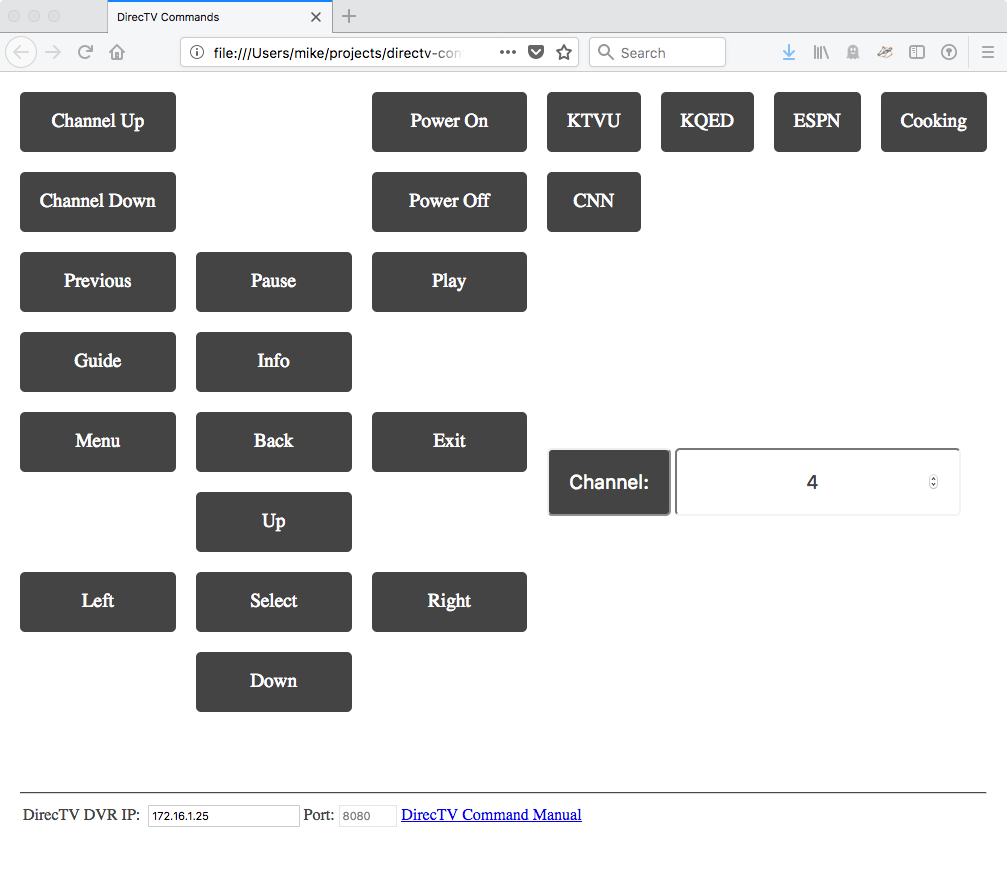 DirecTV Commands
file:///Users/mike/projects/directv-con
Search
Channel Up
Power On
KTVU
KQED
ESPN
Cooking
Channel Down
Power Off
CNN
Previous
Pause
Play
Guide
Info
Menu
Back
Exit
Channel:
4
Up
Left
Select
Right
Down
DirecTV DVR IP: 172.16.1.25 Port: 8080 DirecTV Command Manual